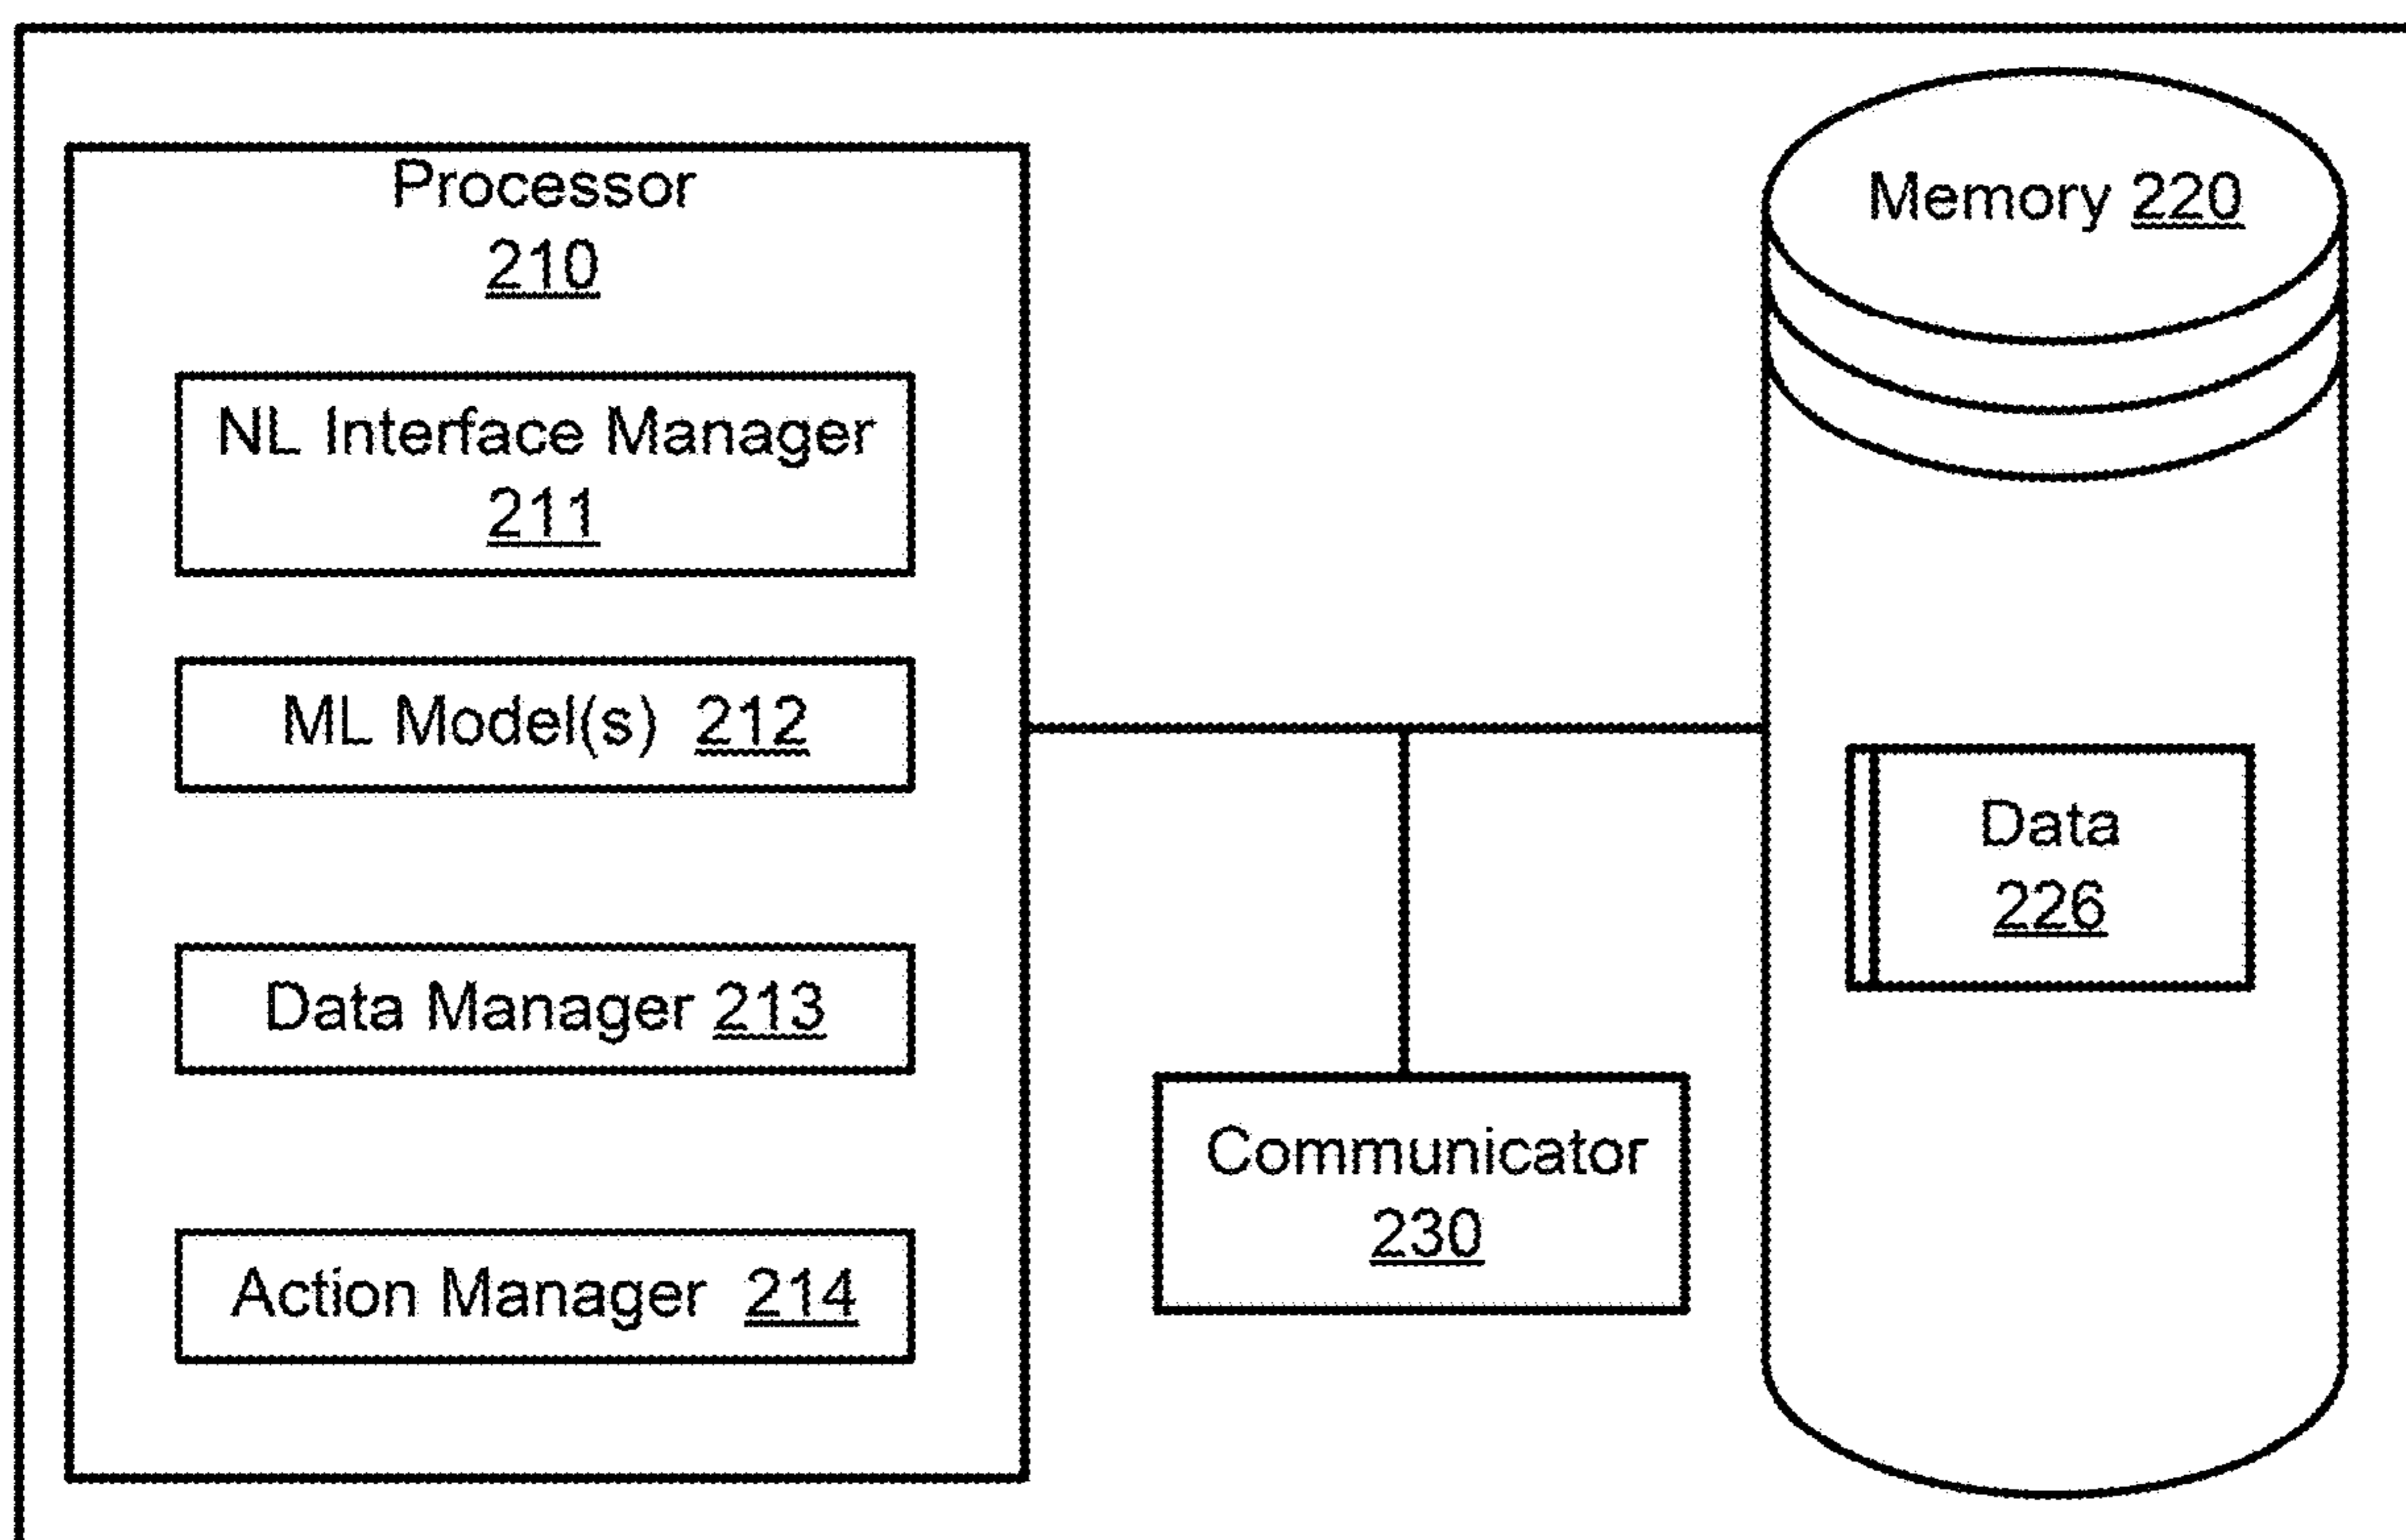 Processor
210
NL Interface Manager
211
ML Model(s) 212
Data Manager 213
Action Manager 214
Communicator
230
Memory 220
Data
226